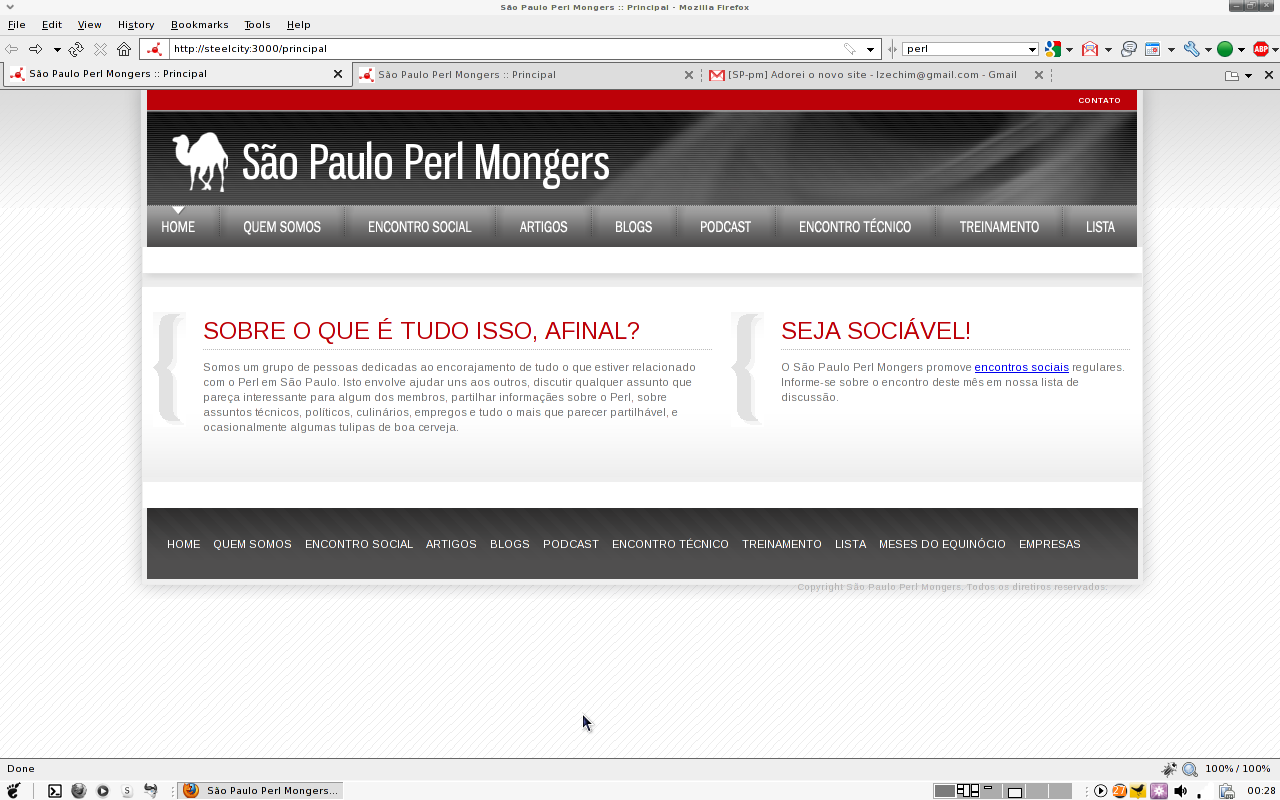 São Paulo Perl Mongers :: Principal - Mozilla Firefox
File Edit View History Bookmarks Tools Help
http://steelcity:3000/principal perl ABP
São Paulo Perl Mongers :: Principal São Paulo Perl Mongers :: Principal [SP-pm] Adorei o novo site - lzechim@gmail.com - Gmail
CONTATO
São Paulo Perl Mongers
HOME QUEM SOMOS ENCONTRO SOCIAL ARTIGOS BLOGS PODCAST ENCONTRO TÉCNICO TREINAMENTO LISTA
SOBRE O QUE É TUDO ISSO, AFINAL?
Somos um grupo de pessoas dedicadas ao encorajamento de tudo o que estiver relacionado
com o Perl em São Paulo. Isto envolve ajudar uns aos outros, discutir qualquer assunto que
pareça interessante para algum dos membros, partilhar informações sobre o Perl, sobre
assuntos técnicos, políticos, culinários, empregos e tudo o mais que parecer partilhável, e
ocasionalmente algumas tulipas de boa cerveja.
SEJA SOCIÁVEL!
O São Paulo Perl Mongers promove encontros sociais regulares.
Informe-se sobre o encontro deste mês em nossa lista de
discussão.
HOME QUEM SOMOS ENCONTRO SOCIAL ARTIGOS BLOGS PODCAST ENCONTRO TÉCNICO TREINAMENTO LISTA MESES DO EQUINÓCIO EMPRESAS
Copyright São Paulo Perl Mongers. Todos os diretiros reservados.
Done 100% / 100%
São Paulo Perl Mongers... 27 00:28